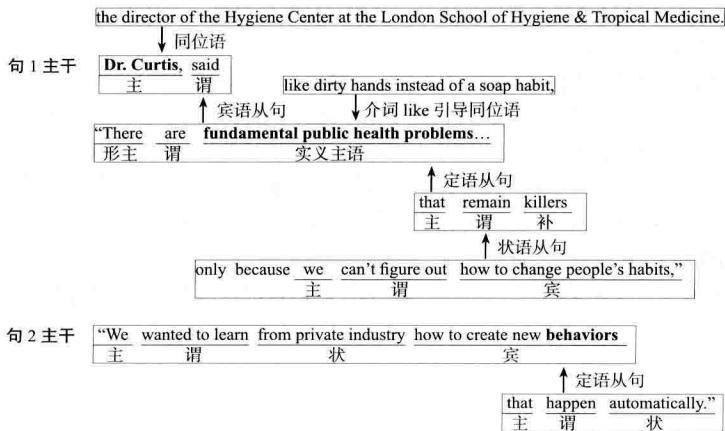 the director of the Hygiene Center at the London School of Hygiene & Tropical Medicine.
同位语
句 1 主干 Dr. Curtis, said
主 谓
like dirty hands instead of a soap habit,
宾语从句 介词 like 引导同位语
“There are fundamental public health problems…
形主 谓 实义主语
定语从句
that remain killers
主 谓 补
状语从句
only because we can’t figure out how to change people’s habits,”
主 谓 宾
句 2 主干 “We wanted to learn from private industry how to create new behaviors
主 谓 状 宾
定语从句
that happen automatically.”
主 谓 状